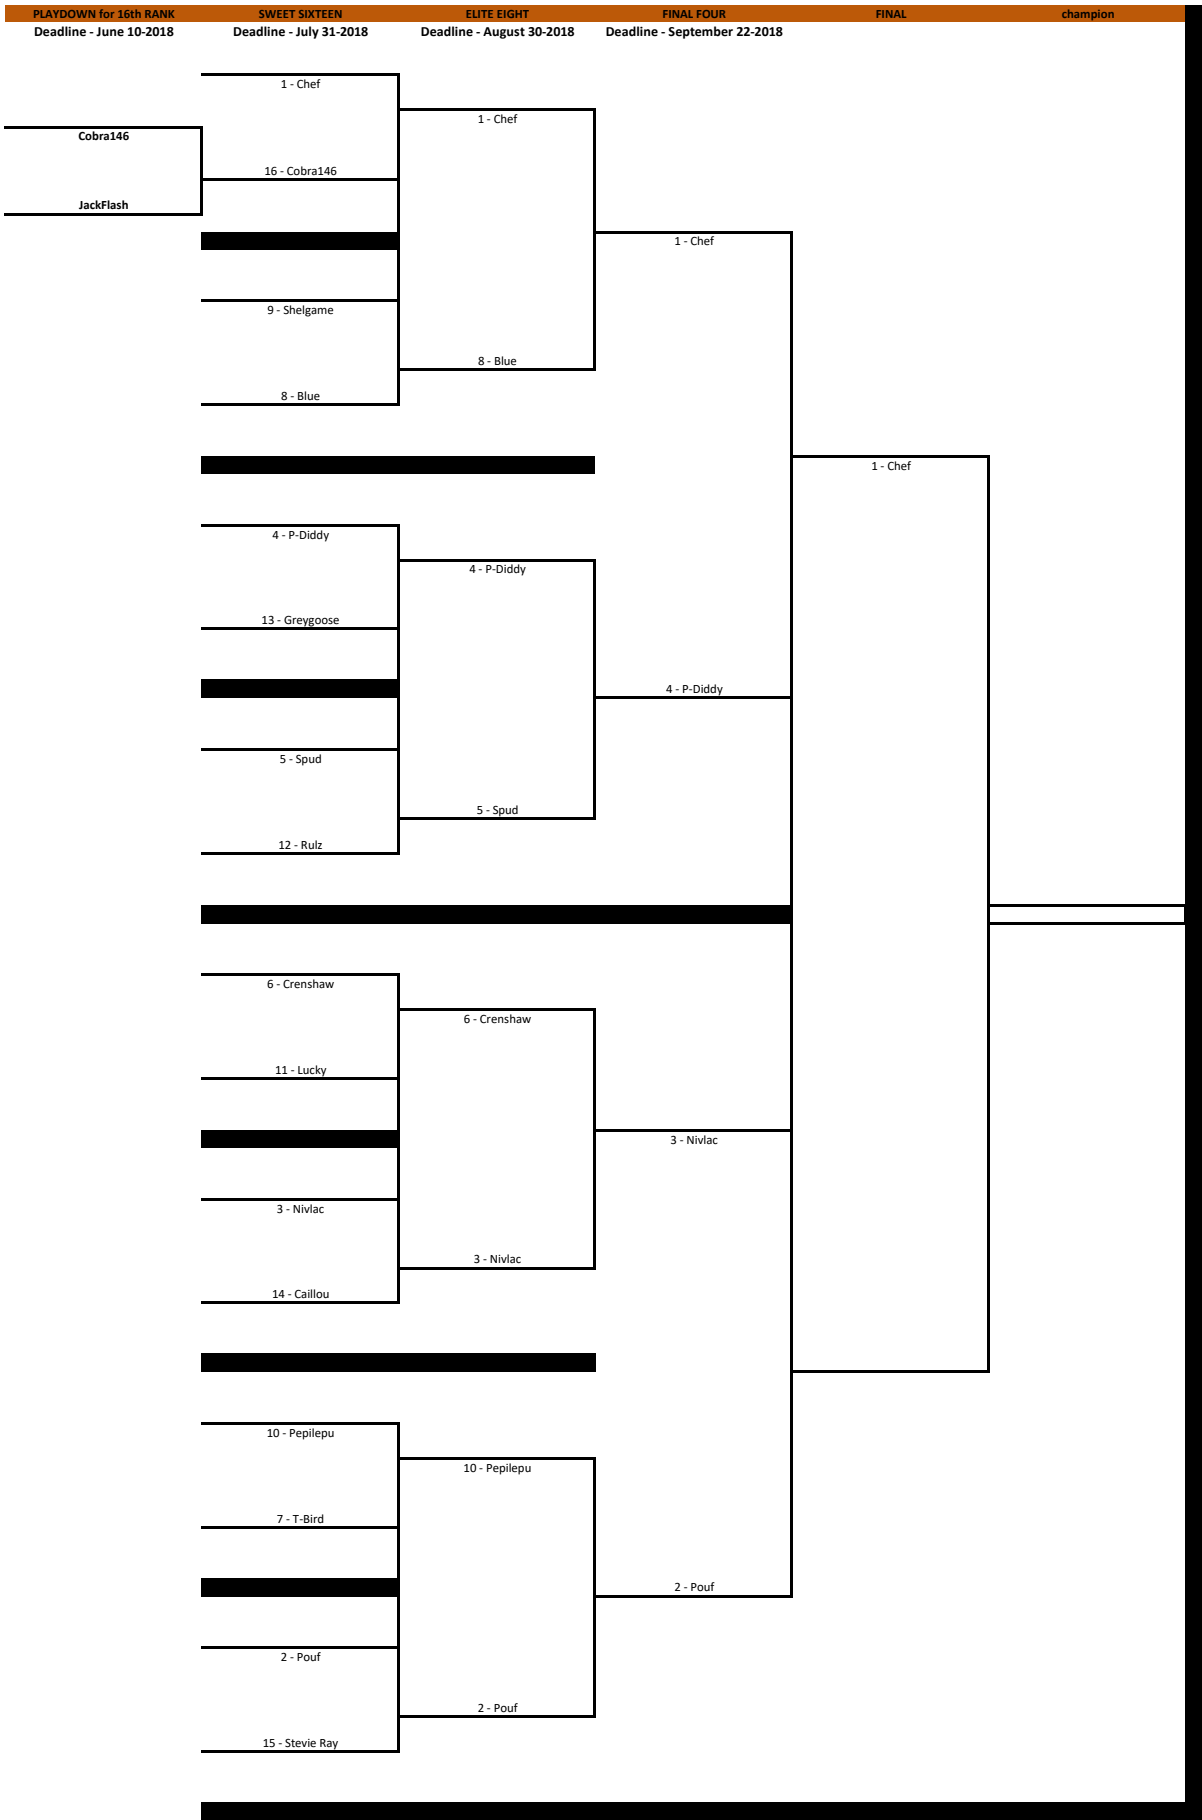 PLAYDOWN for 16th RANK SWEET SIXTEEN ELITE EIGHT FINAL FOUR FINAL champion
Deadline - June 10-2018 Deadline - July 31-2018 Deadline - August 30-2018 Deadline - September 22-2018
1 - Chef
1 - Chef
Cobra146
16 - Cobra146
JackFlash
1 - Chef
9 - Shelgame
8 - Blue
8 - Blue
1 - Chef
4 - P-Diddy
4 - P-Diddy
13 - Greygoose
4 - P-Diddy
5 - Spud
5 - Spud
12 - Rulz
6 - Crenshaw
6 - Crenshaw
11 - Lucky
3 - Nivlac
3 - Nivlac
3 - Nivlac
14 - Caillou
10 - Pepilepu
10 - Pepilepu
7 - T-Bird
2 - Pouf
2 - Pouf
2 - Pouf
15 - Stevie Ray